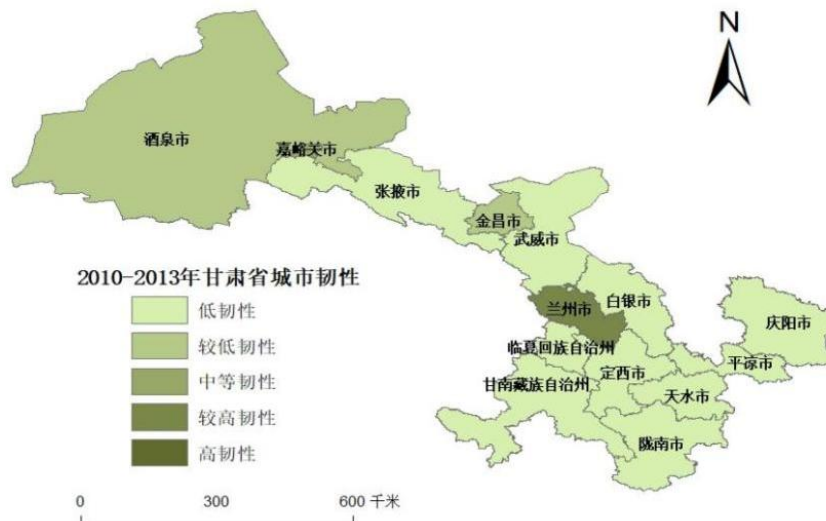 N
酒泉市
嘉峪关市
张掖市
金昌市
武威市
2010-2013年甘肃省城市韧性
低韧性
较低韧性
中等韧性
较高韧性
高韧性
兰州市
白银市
庆阳市
临夏回族自治州
平凉市
定西市
甘南藏族自治州
天水市
陇南市
0 300 600 千米